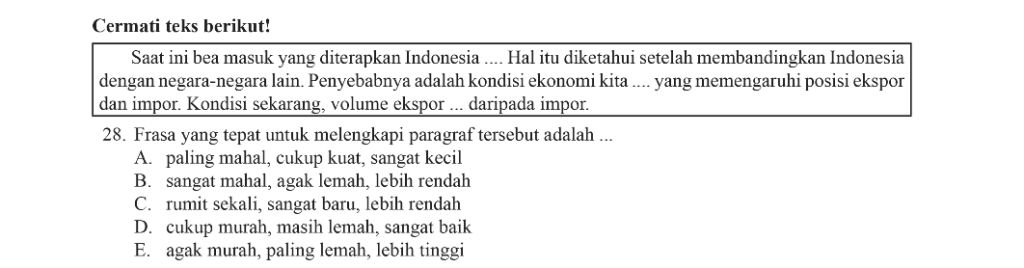 Cermati teks berikut!
Saat ini bea masuk yang diterapkan Indonesia .... Hal itu diketahui setelah membandingkan Indonesia
dengan negara-negara lain. Penyebabnya adalah kondisi ekonomi kita .... yang memengaruhi posisi ekspor
dan impor. Kondisi sekarang, volume ekspor ... daripada impor.
28. Frasa yang tepat untuk melengkapi paragraf tersebut adalah ...
A. paling mahal, cukup kuat, sangat kecil
B. sangat mahal, agak lemah, lebih rendah
C. rumit sekali, sangat baru, lebih rendah
D. cukup murah, masih lemah, sangat baik
E. agak murah, paling lemah, lebih tinggi